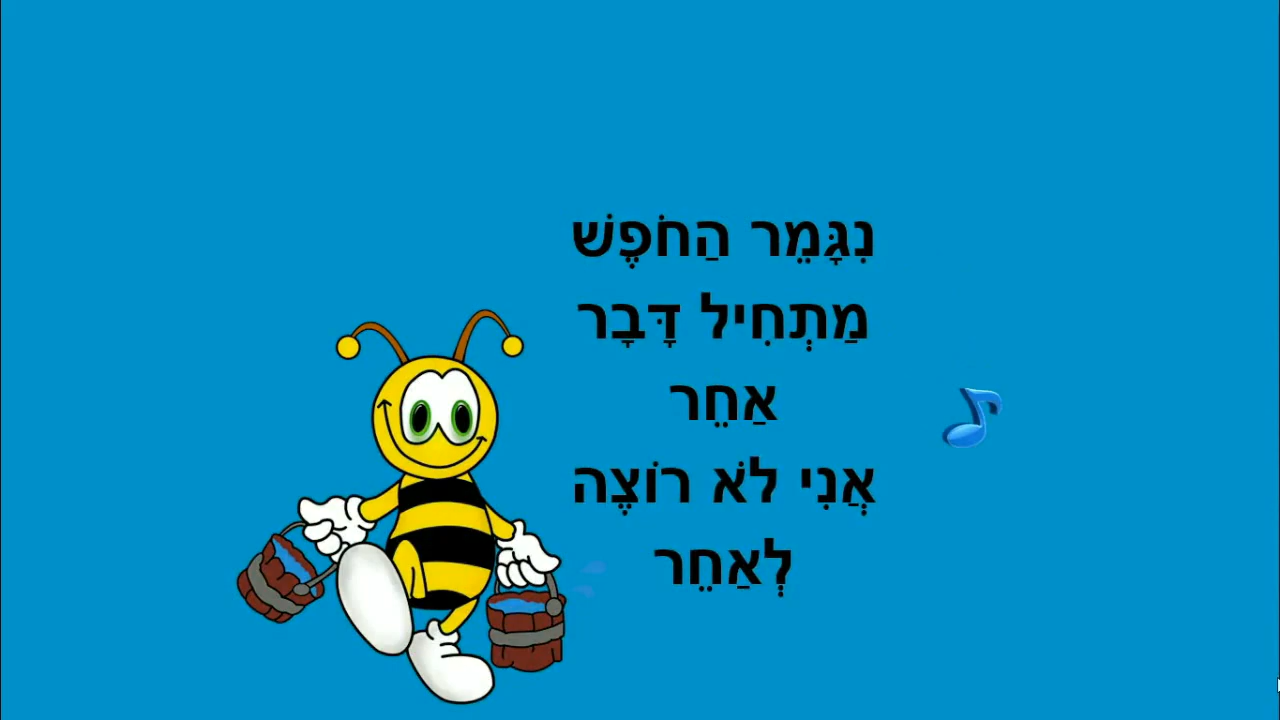 נִגָּמֵר הַחֹפֶשׁ
מַתְחִיל דָּבָר
אַחֵר
אֲנִי לֹא רוֹצֶה
לְאַחֵר